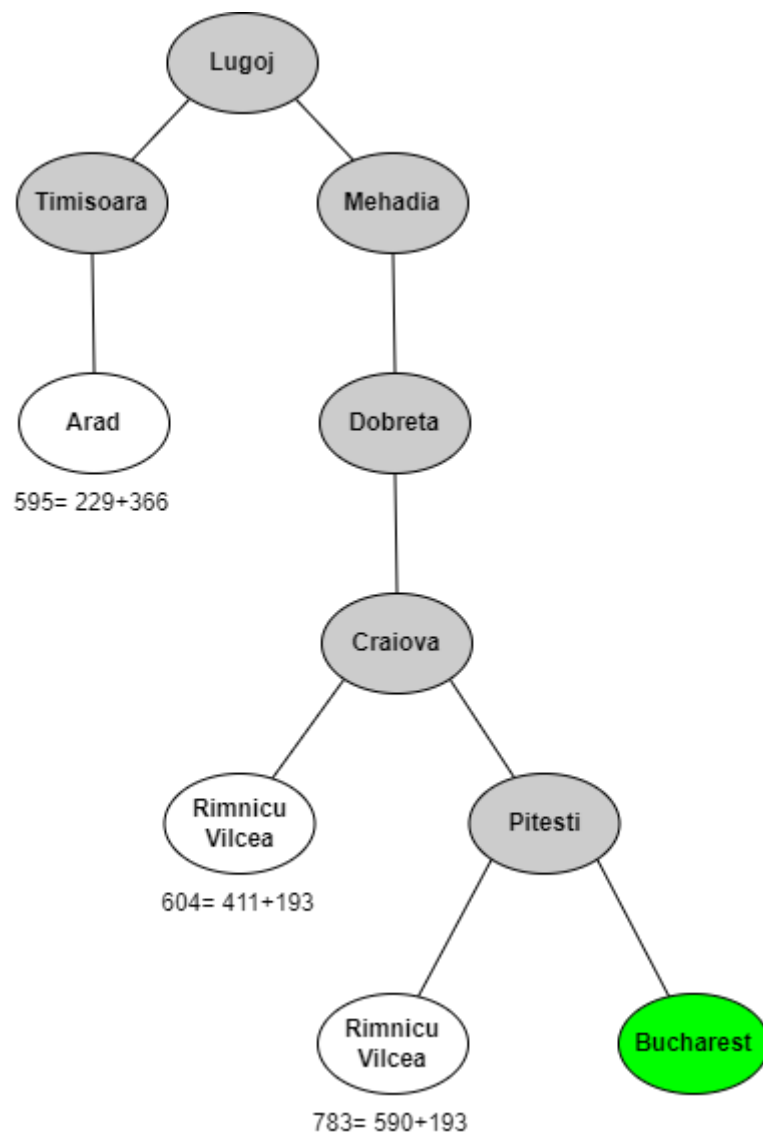 Lugoj
Timisoara
Mehadia
Arad
Dobreta
595= 229+366
Craiova
Rimnicu
Vilcea
Pitesti
604= 411+193
Rimnicu
Vilcea
Bucharest
783= 590+193